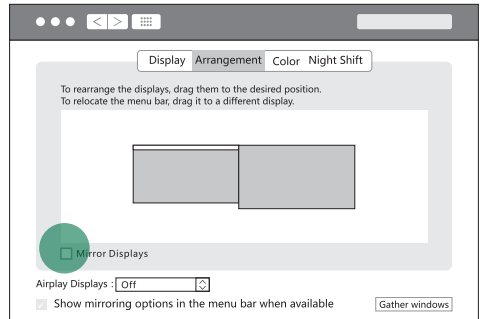 Display Arrangement Color Night Shift
To rearrange the displays, drag them to the desired position.
To relocate the menu bar, drag it to a different display.
Mirror Displays
Airplay Displays : Off
Show mirroring options in the menu bar when available
Gather windows